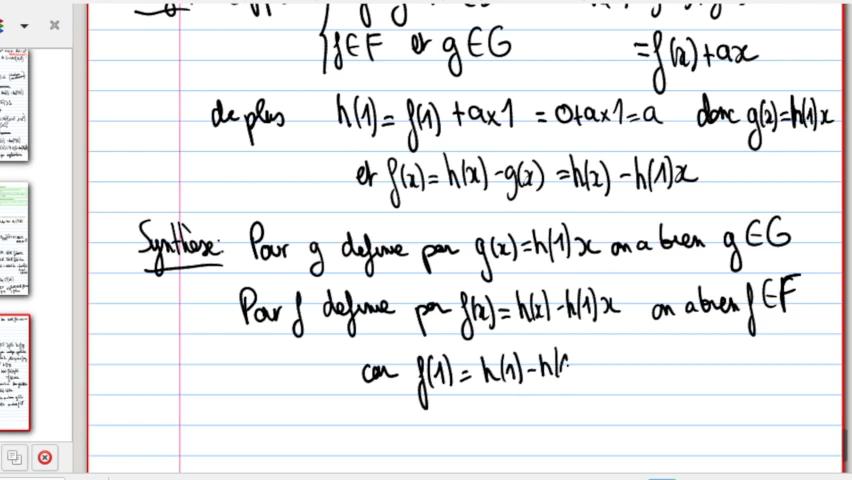 f∈F et g∈G = f(x)+ax
de plus h(1) = f(1) + a×1 = 0+a×1 = a donc g(x)=h(1)x
et f(x) = h(x) - g(x) = h(x) - h(1)x
Synthèse: Pour g définie par g(x)=h(1)x on a bien g∈G
Pour f définie par f(x) = h(x) - h(1)x on a bien f∈F
car f(1) = h(1) - h(